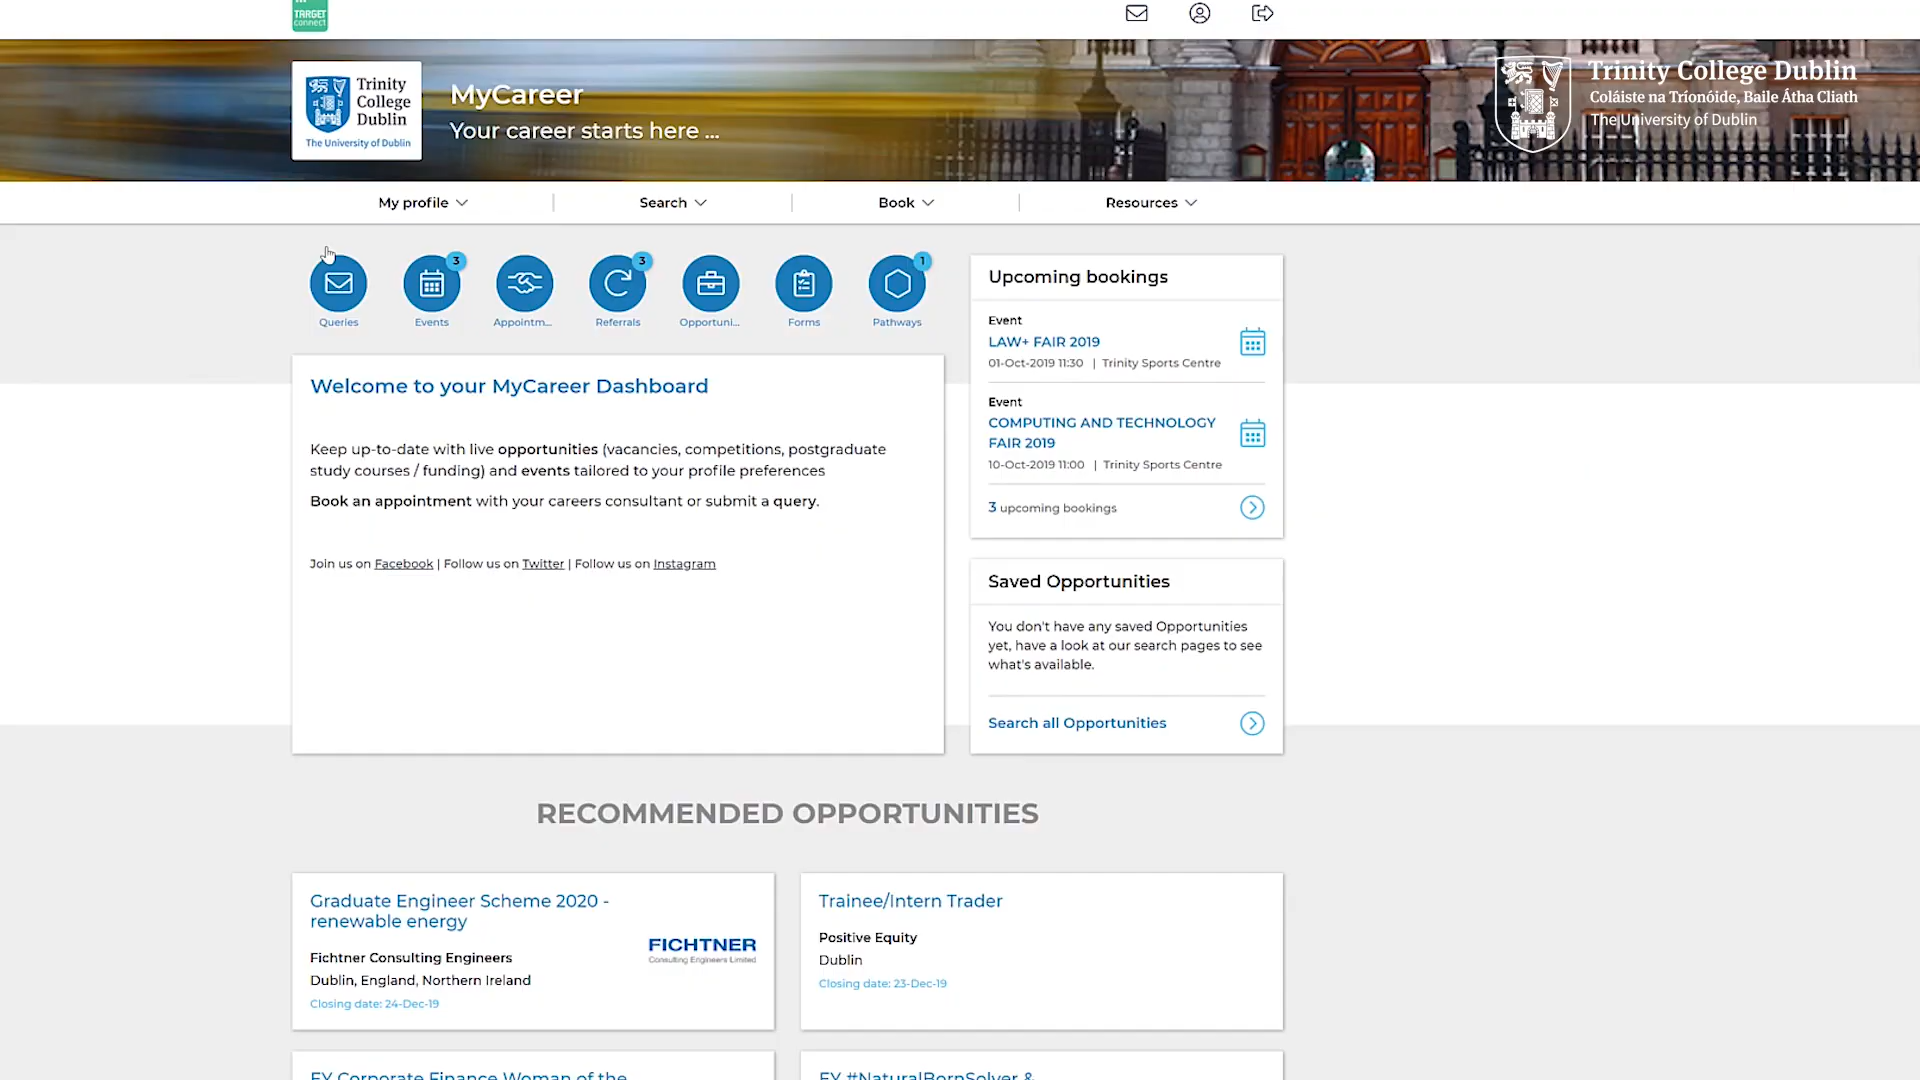 TARGET
connect
Trinity
College
Dublin
The University of Dublin
MyCareer
Your career starts here ...
Trinity College Dublin
Coláiste na Tríonóide, Baile Átha Cliath
The University of Dublin
My profile
Search
Book
Resources
3
3
1
Queries
Events
Appointm...
Referrals
Opportuni...
Forms
Pathways
Welcome to your MyCareer Dashboard
Keep up-to-date with live opportunities (vacancies, competitions, postgraduate
study courses / funding) and events tailored to your profile preferences
Book an appointment with your careers consultant or submit a query.
Join us on Facebook | Follow us on Twitter | Follow us on Instagram
Upcoming bookings
Event
LAW+ FAIR 2019
01-Oct-2019 11:30 | Trinity Sports Centre
Event
COMPUTING AND TECHNOLOGY
FAIR 2019
10-Oct-2019 11:00 | Trinity Sports Centre
3 upcoming bookings
Saved Opportunities
You don't have any saved Opportunities
yet, have a look at our search pages to see
what's available.
Search all Opportunities
RECOMMENDED OPPORTUNITIES
Graduate Engineer Scheme 2020 -
renewable energy
Fichtner Consulting Engineers
Dublin, England, Northern Ireland
Closing date: 24-Dec-19
FICHTNER
Consulting Engineers Limited
Trainee/Intern Trader
Positive Equity
Dublin
Closing date: 23-Dec-19
EY Corporate Finance Woman of the
EY #NaturalBornSolver &